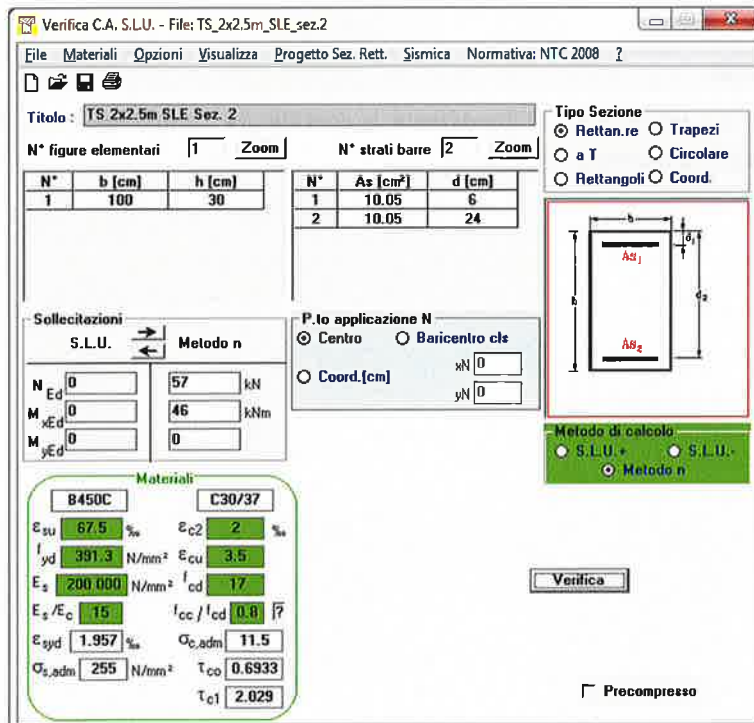 Verifica C.A. S.L.U. - File: TS_2x2.5m_SLE_sez.2
File Materiali Opzioni Visualizza Progetto Sez. Rett. Sismica Normativa: NTC 2008 ?
Titolo : TS 2x2.5m SLE Sez. 2
N° figure elementari 1 Zoom N° strati barre 2 Zoom
N° b [cm] h [cm]
1 100 30
N° As [cm²] d [cm]
1 10.05 6
2 10.05 24
Tipo Sezione
Rettan.re Trapezi
a T Circolare
Rettangoli Coord.
b
h
d1
d2
As1
As2
Sollecitazioni
S.L.U. Metodo n
N Ed 0 57 kN
M xEd 0 46 kNm
M yEd 0 0
P.to applicazione N
Centro Baricentro cls
Coord.[cm] xN 0
yN 0
Metodo di calcolo
S.L.U.+ S.L.U.-
Metodo n
Materiali
B450C C30/37
εsu 67.5 ‰ εc2 2 ‰
fyd 391.3 N/mm² εcu 3.5
Es 200.000 N/mm² fcd 17
Es /Ec 15 fcc / fcd 0.8 ?
εsyd 1.957 ‰ σc,adm 11.5
σs,adm 255 N/mm² τco 0.6933
τc1 2.029
Verifica
Precompresso